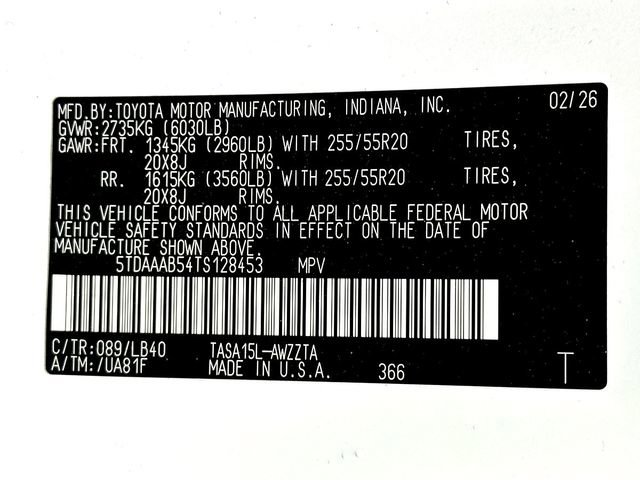 MFD.BY:TOYOTA MOTOR MANUFACTURING, INDIANA, INC. 02/26
GVWR:2735KG (6030LB)
GAWR:FRT. 1345KG (2960LB) WITH 255/55R20 TIRES,
20X8J RIMS.
RR. 1615KG (3560LB) WITH 255/55R20 TIRES,
20X8J RIMS.
THIS VEHICLE CONFORMS TO ALL APPLICABLE FEDERAL MOTOR
VEHICLE SAFETY STANDARDS IN EFFECT ON THE DATE OF
MANUFACTURE SHOWN ABOVE.
5TDAAAB54TS128453 MPV
C/TR:089/LB40 TASA15L-AWZZTA
A/TM:/UA81F MADE IN U.S.A. 366 T